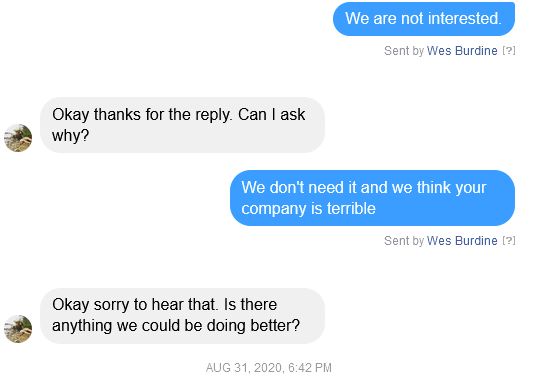 We are not interested.
Sent by Wes Burdine [?]
Okay thanks for the reply. Can I ask
why?
We don't need it and we think your
company is terrible
Sent by Wes Burdine [?]
Okay sorry to hear that. Is there
anything we could be doing better?
AUG 31, 2020, 6:42 PM